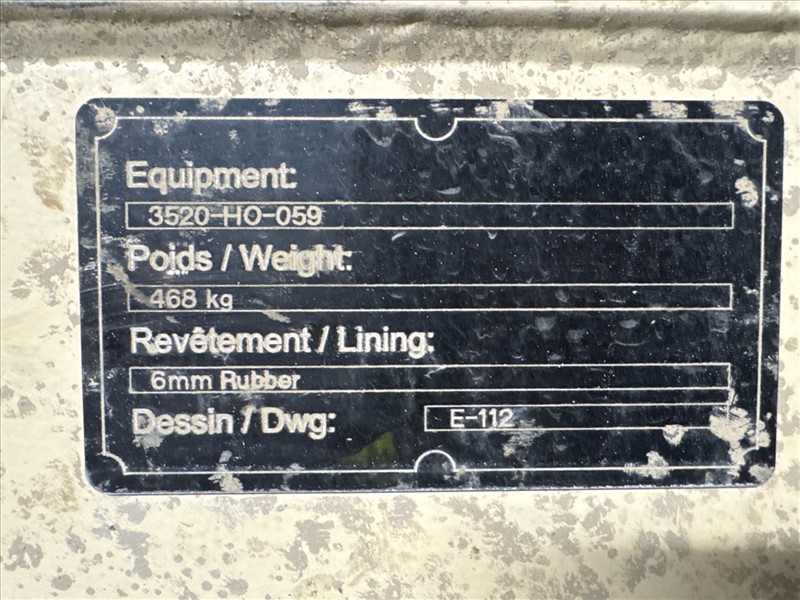 Equipment:
3520-HO-059
Poids / Weight:
468 kg
Revêtement / Lining:
6mm Rubber
Dessin / Dwg: E-112